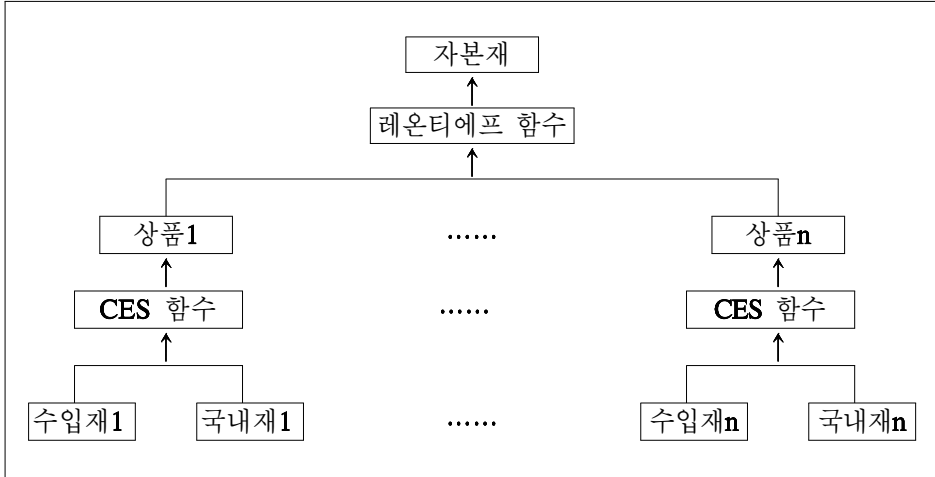 자본재
레온티에프 함수
상품1 …… 상품n
CES 함수 …… CES 함수
수입재1 국내재1 …… 수입재n 국내재n